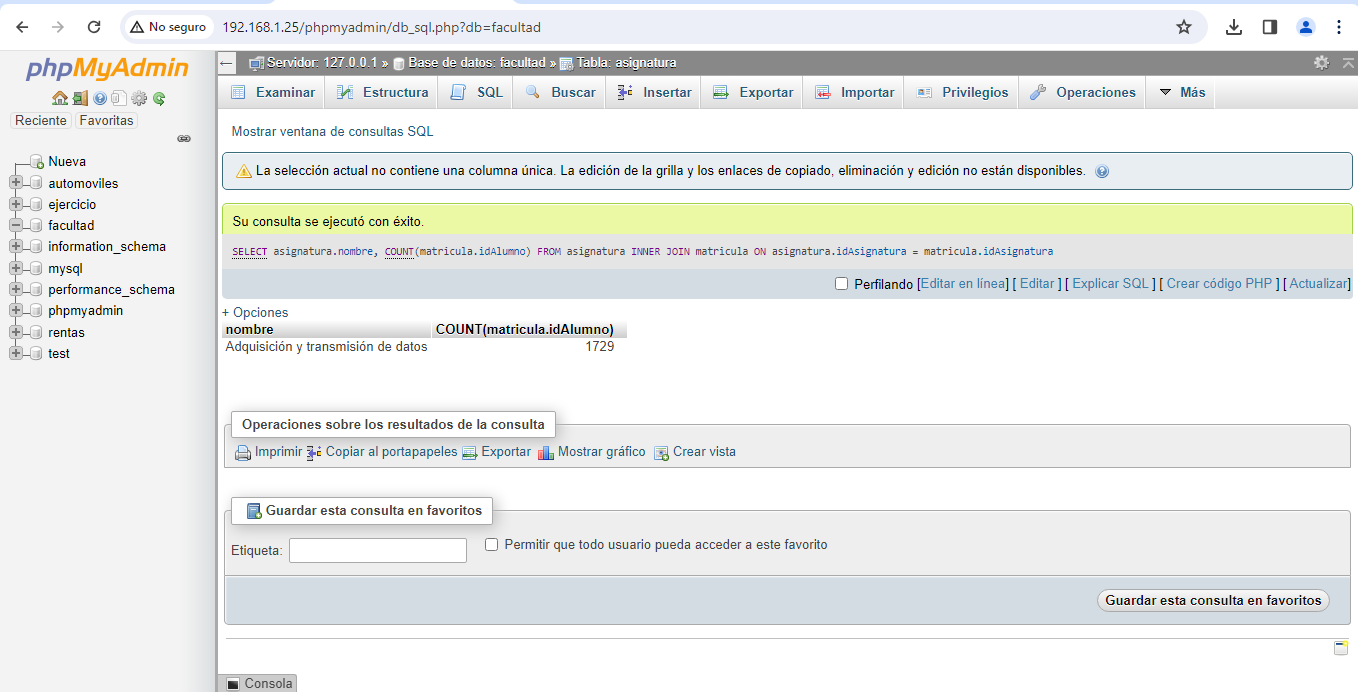 No seguro
192.168.1.25/phpmyadmin/db_sql.php?db=facultad
phpMyAdmin
Reciente Favoritas
Nueva
automoviles
ejercicio
facultad
information_schema
mysql
performance_schema
phpmyadmin
rentas
test
Servidor: 127.0.0.1 » Base de datos: facultad » Tabla: asignatura
Examinar Estructura SQL Buscar Insertar Exportar Importar Privilegios Operaciones Más
Mostrar ventana de consultas SQL
La selección actual no contiene una columna única. La edición de la grilla y los enlaces de copiado, eliminación y edición no están disponibles.
Su consulta se ejecutó con éxito.
SELECT asignatura.nombre, COUNT(matricula.idAlumno) FROM asignatura INNER JOIN matricula ON asignatura.idAsignatura = matricula.idAsignatura
Perfilando [Editar en línea] [ Editar ] [ Explicar SQL ] [ Crear código PHP ] [ Actualizar]
+ Opciones
nombre COUNT(matricula.idAlumno)
Adquisición y transmisión de datos 1729
Operaciones sobre los resultados de la consulta
Imprimir Copiar al portapapeles Exportar Mostrar gráfico Crear vista
Guardar esta consulta en favoritos
Etiqueta: Permitir que todo usuario pueda acceder a este favorito
Guardar esta consulta en favoritos
Consola